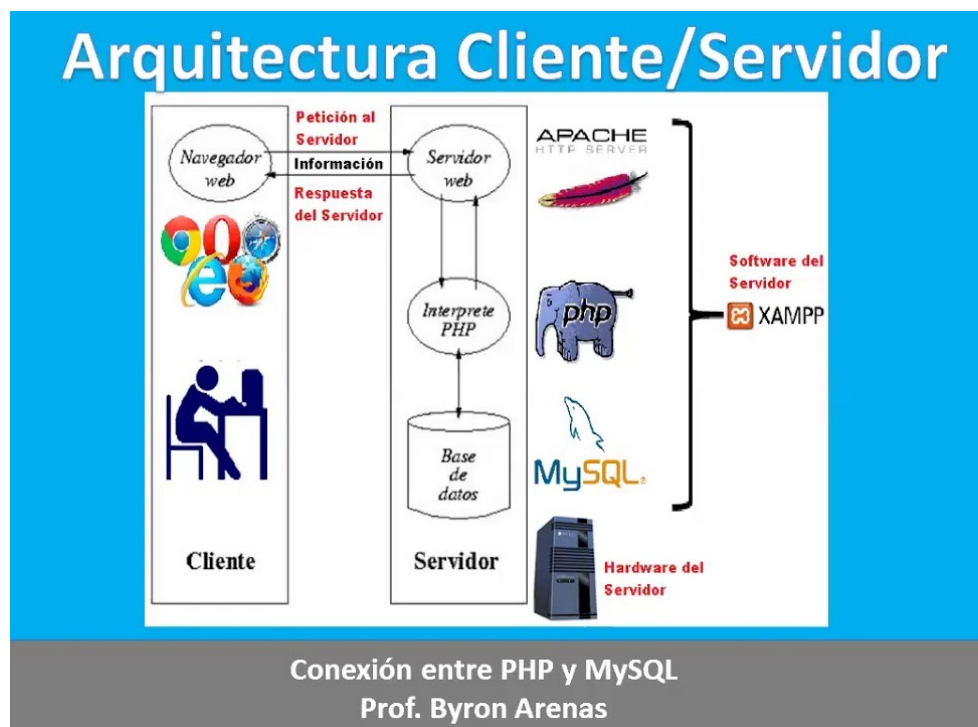 Arquitectura Cliente/Servidor
Petición al
Servidor
Información
Respuesta
del Servidor
Navegador
web
Servidor
web
Interprete
PHP
Base
de
datos
Cliente
Servidor
APACHE
HTTP SERVER
php
MySQL®
Software del
Servidor
XAMPP
Hardware del
Servidor
Conexión entre PHP y MySQL
Prof. Byron Arenas